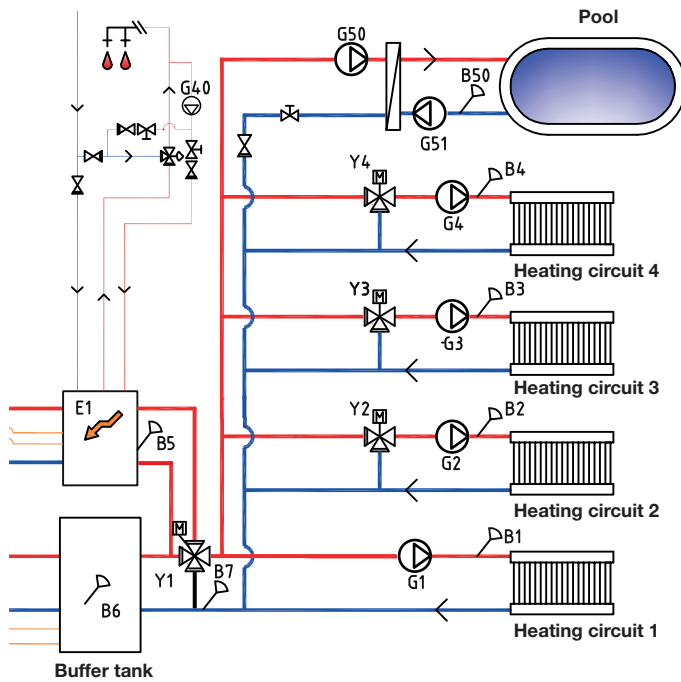 Pool
G50
G40
B50
G51
Y4
B4
G4
Heating circuit 4
Y3
B3
G3
Heating circuit 3
E1
Y2
B2
B5
G2
Heating circuit 2
M
M
M
M
B1
Y1
B7
G1
B6
Heating circuit 1
Buffer tank